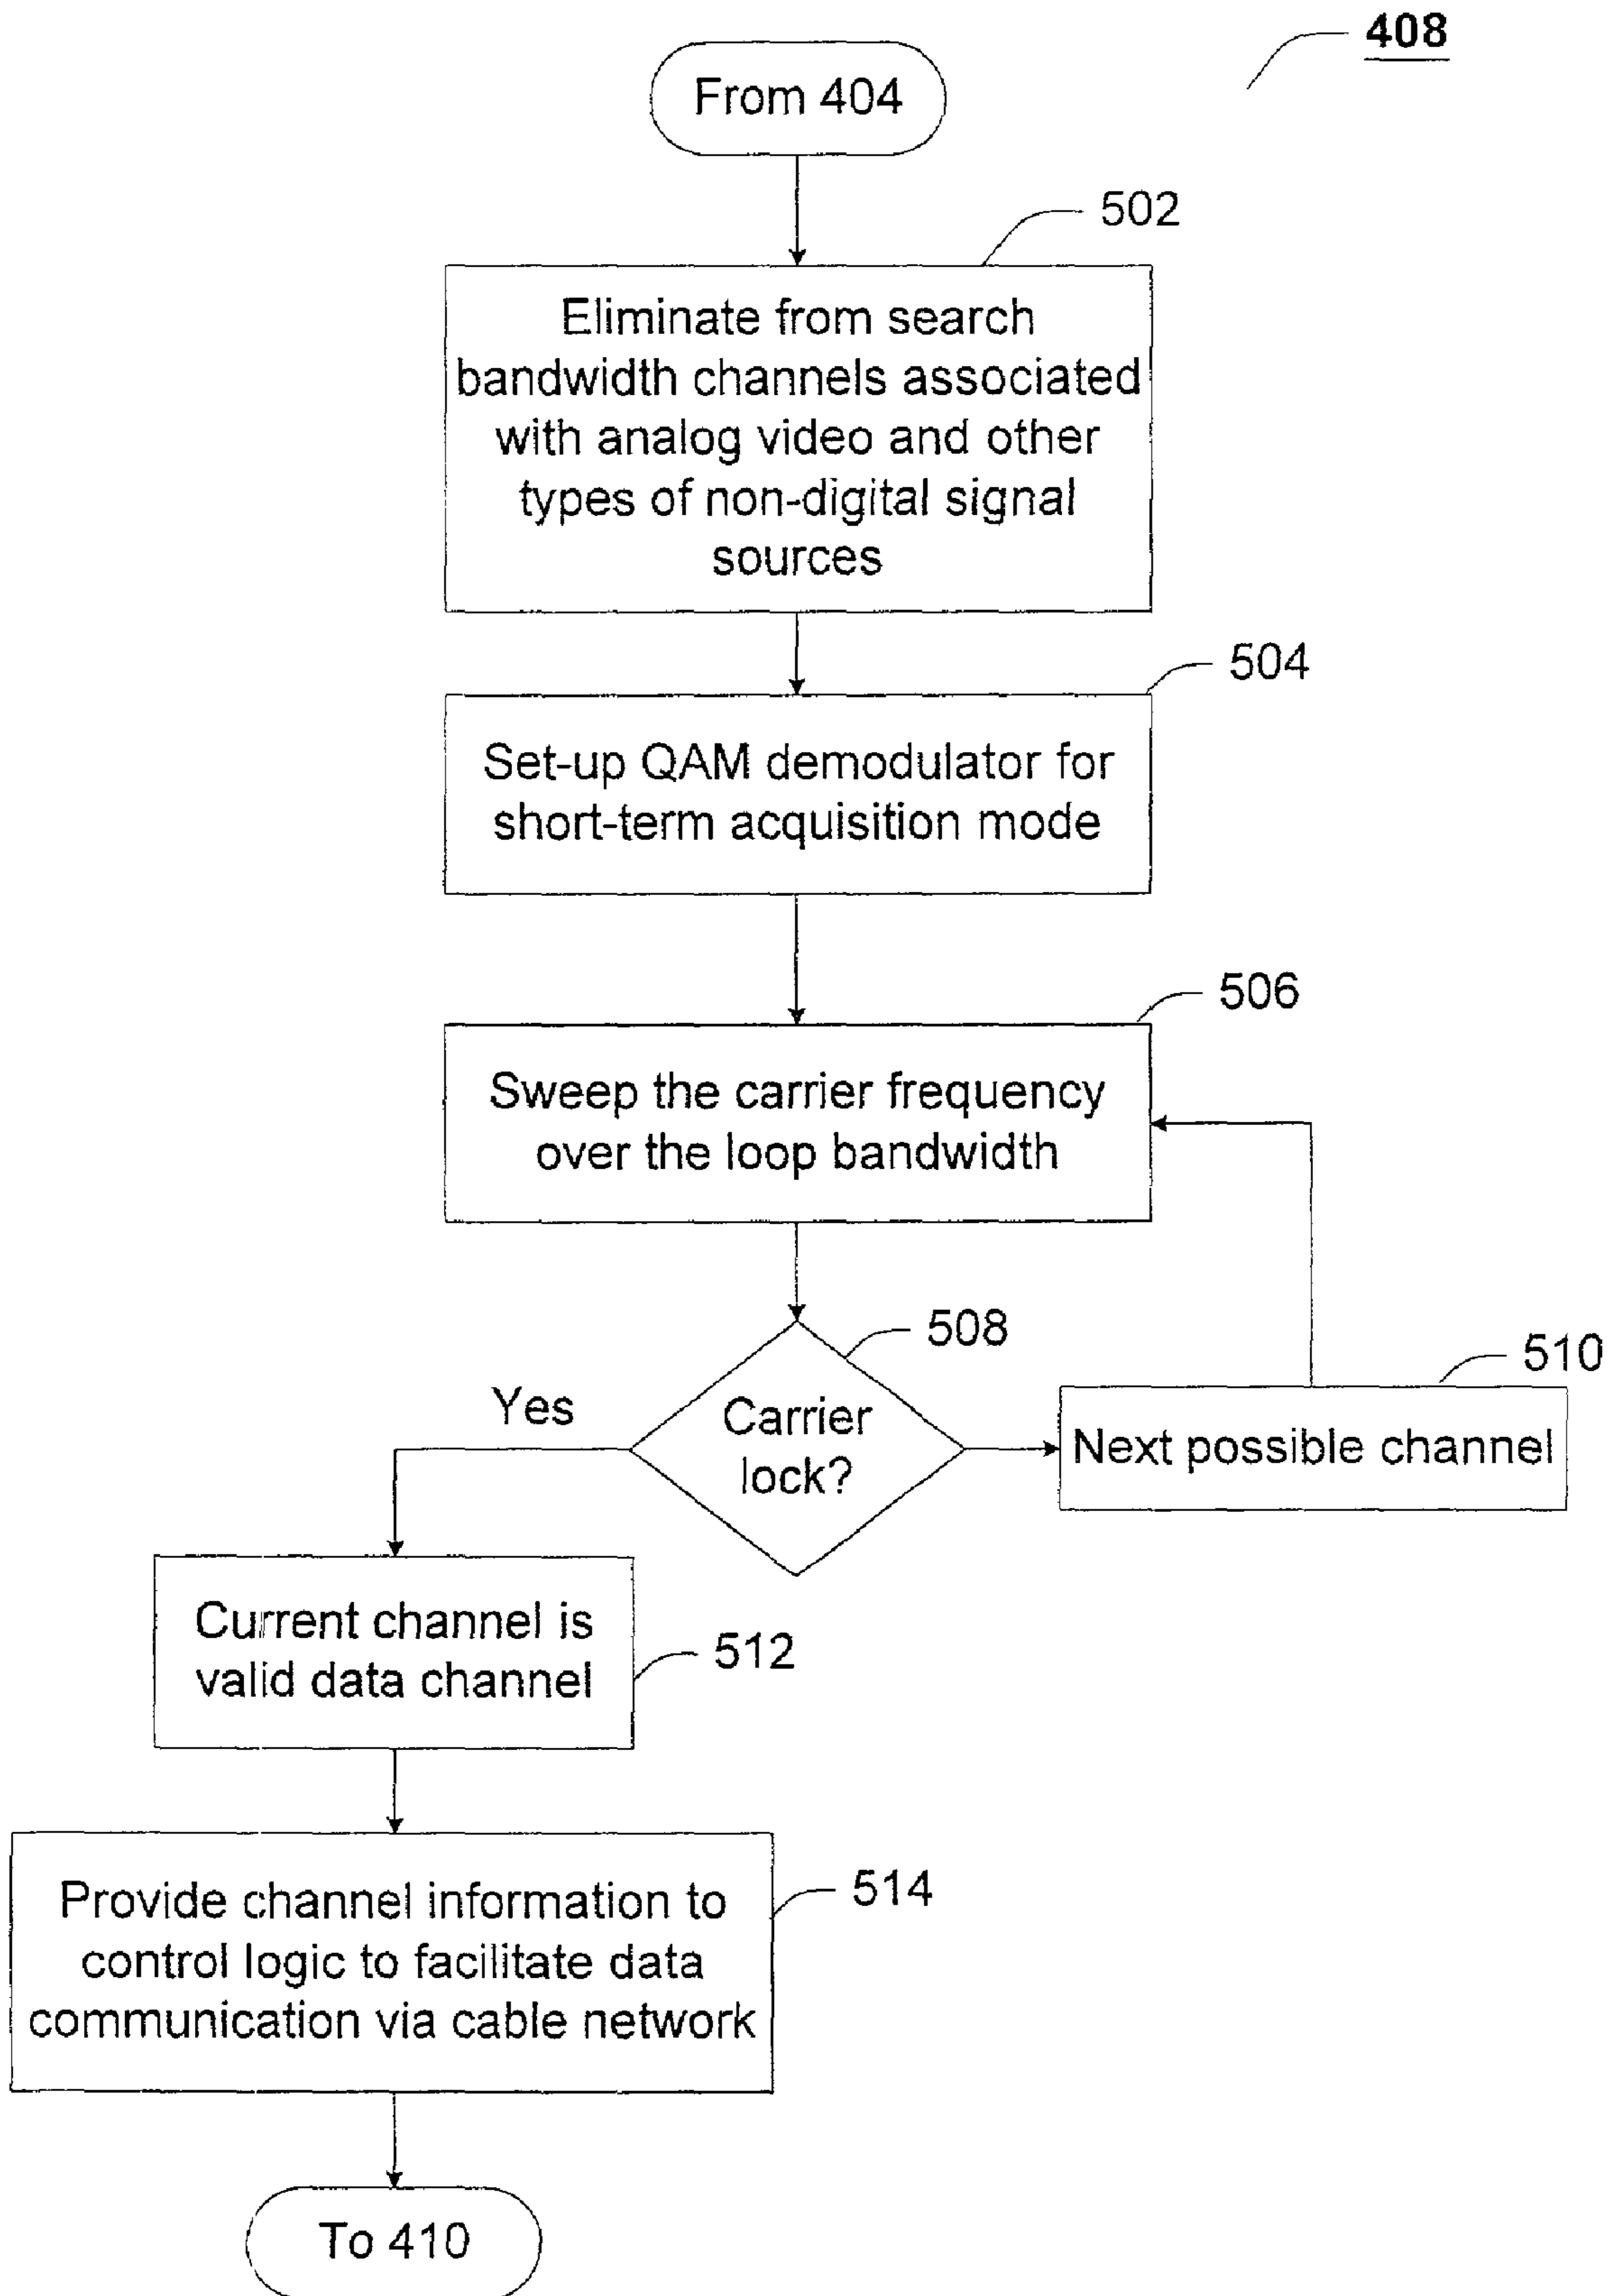 408
From 404
502
Eliminate from search
bandwidth channels associated
with analog video and other
types of non-digital signal
sources
504
Set-up QAM demodulator for
short-term acquisition mode
506
Sweep the carrier frequency
over the loop bandwidth
508
Carrier
lock?
Yes
510
Next possible channel
Current channel is
valid data channel
512
Provide channel information to
control logic to facilitate data
communication via cable network
514
To 410